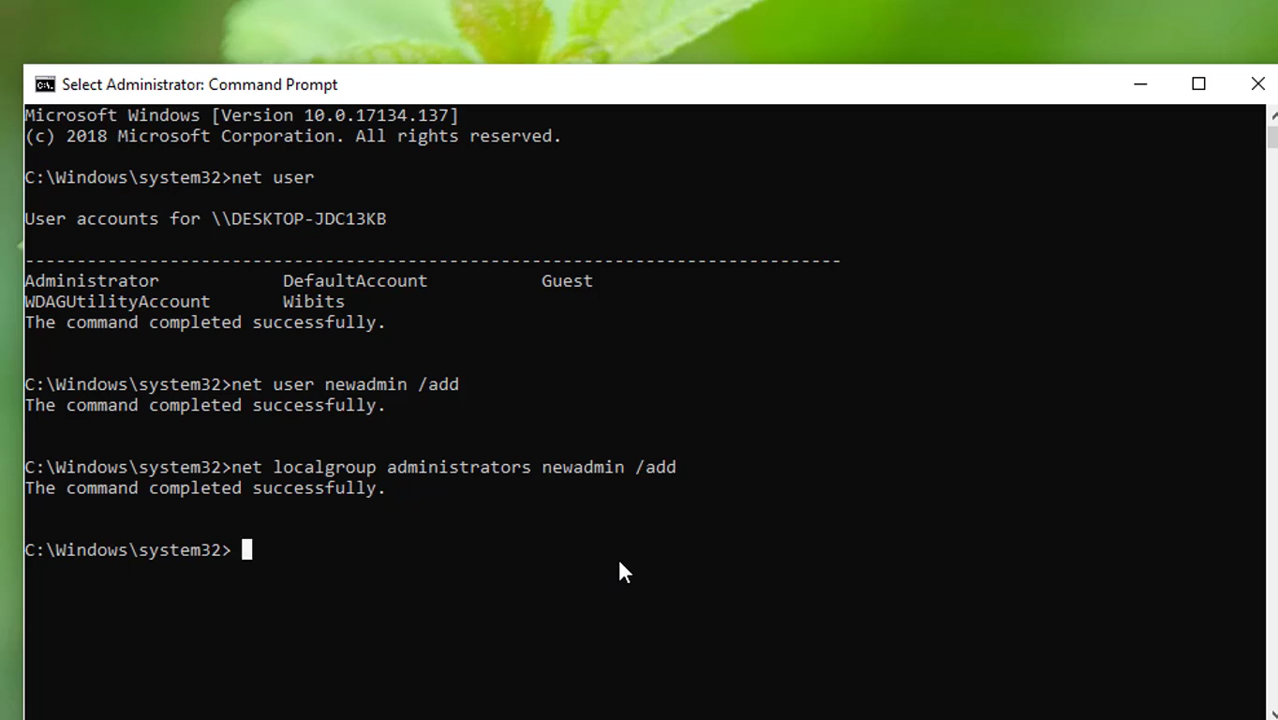 Select Administrator: Command Prompt
Microsoft Windows [Version 10.0.17134.137]
(c) 2018 Microsoft Corporation. All rights reserved.
C:\Windows\system32>net user
User accounts for \\DESKTOP-JDC13KB
-------------------------------------------------------------------------------
Administrator            DefaultAccount           Guest
WDAGUtilityAccount       Wibits
The command completed successfully.
C:\Windows\system32>net user newadmin /add
The command completed successfully.
C:\Windows\system32>net localgroup administrators newadmin /add
The command completed successfully.
C:\Windows\system32>